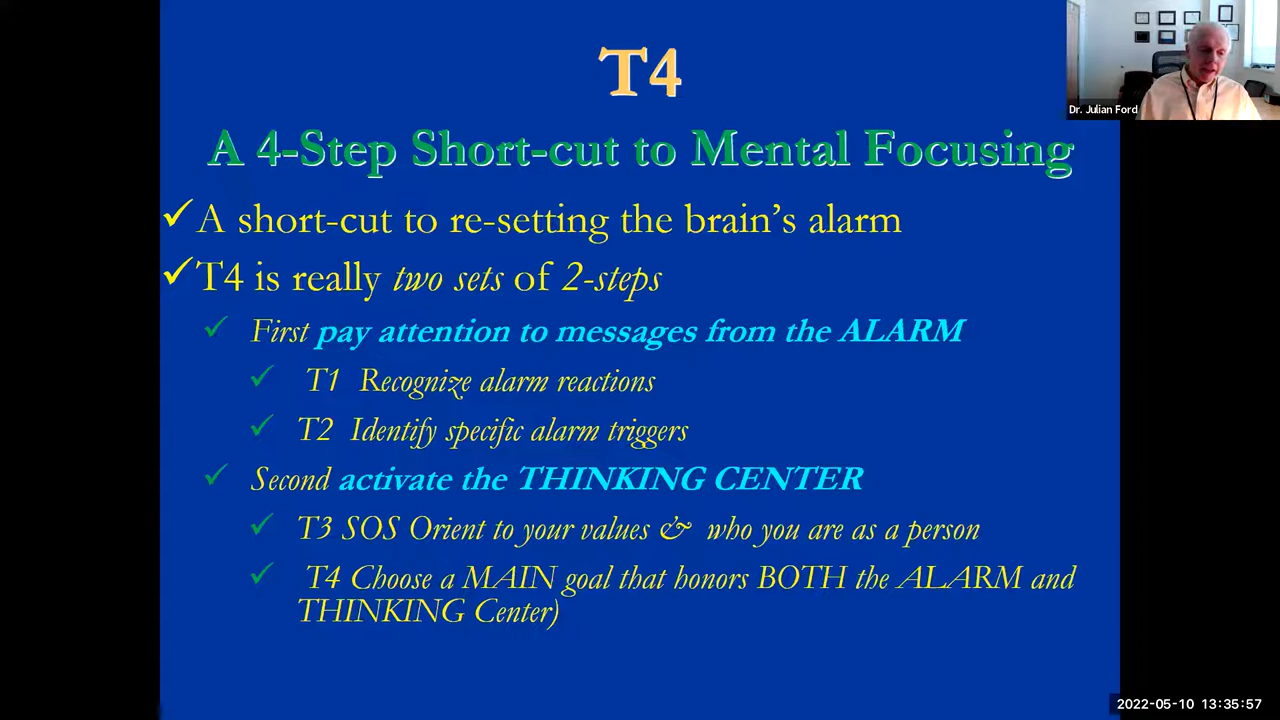 T4
A 4-Step Short-cut to Mental Focusing
✓A short-cut to re-setting the brain’s alarm
✓T4 is really two sets of 2-steps
✓ First pay attention to messages from the ALARM
✓ T1 Recognize alarm reactions
✓ T2 Identify specific alarm triggers
✓ Second activate the THINKING CENTER
✓ T3 SOS Orient to your values & who you are as a person
✓ T4 Choose a MAIN goal that honors BOTH the ALARM and
THINKING Center)
Dr. Julian Ford
2022-05-10 13:35:57